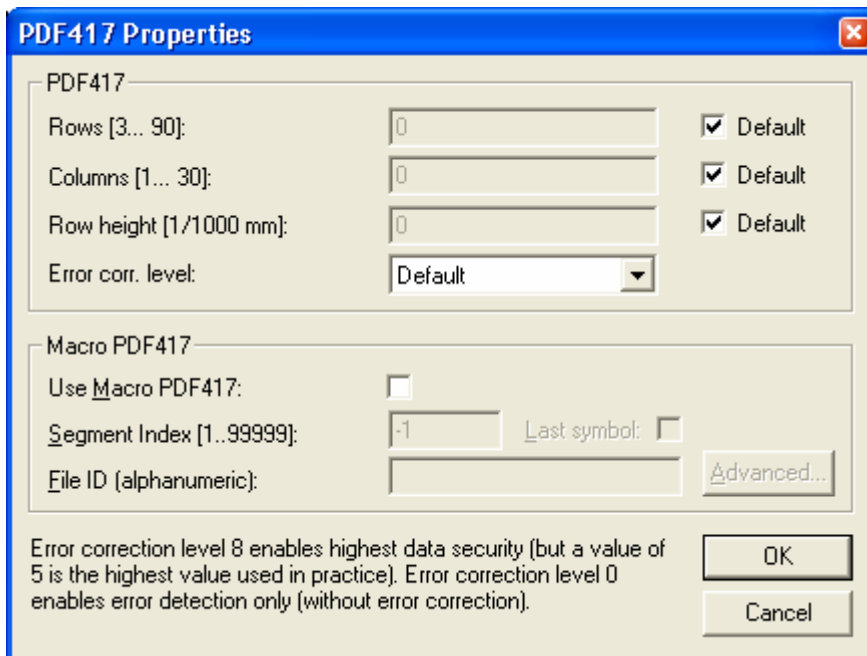 PDF417 Properties
PDF417
Rows [3... 90]: 0 Default
Columns [1... 30]: 0 Default
Row height [1/1000 mm]: 0 Default
Error corr. level: Default
Macro PDF417
Use Macro PDF417:
Segment Index [1..99999]: -1 Last symbol:
File ID (alphanumeric): Advanced...
Error correction level 8 enables highest data security (but a value of
5 is the highest value used in practice). Error correction level 0
enables error detection only (without error correction).
OK
Cancel